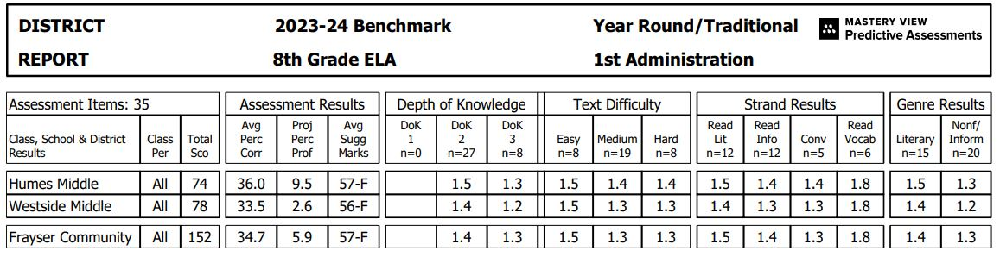 DISTRICT 2023-24 Benchmark Year Round/Traditional MASTERY VIEW
REPORT 8th Grade ELA 1st Administration Predictive Assessments
Assessment Items: 35 Assessment Results Depth of Knowledge Text Difficulty Strand Results Genre Results
Avg Proj Avg DoK DoK DoK Read Read Read Nonf/
Class, School & District Class Total Perc Perc Sugg 1 2 3 Easy Medium Hard Lit Info Conv Vocab Literary Inform
Results Per Sco Corr Prof Marks n=0 n=27 n=8 n=8 n=19 n=8 n=12 n=12 n=5 n=6 n=15 n=20
Humes Middle All 74 36.0 9.5 57-F 1.5 1.3 1.5 1.4 1.4 1.5 1.4 1.4 1.8 1.5 1.3
Westside Middle All 78 33.5 2.6 56-F 1.4 1.2 1.5 1.3 1.3 1.4 1.3 1.3 1.8 1.4 1.2
Frayser Community All 152 34.7 5.9 57-F 1.4 1.3 1.5 1.3 1.3 1.5 1.4 1.3 1.8 1.4 1.3